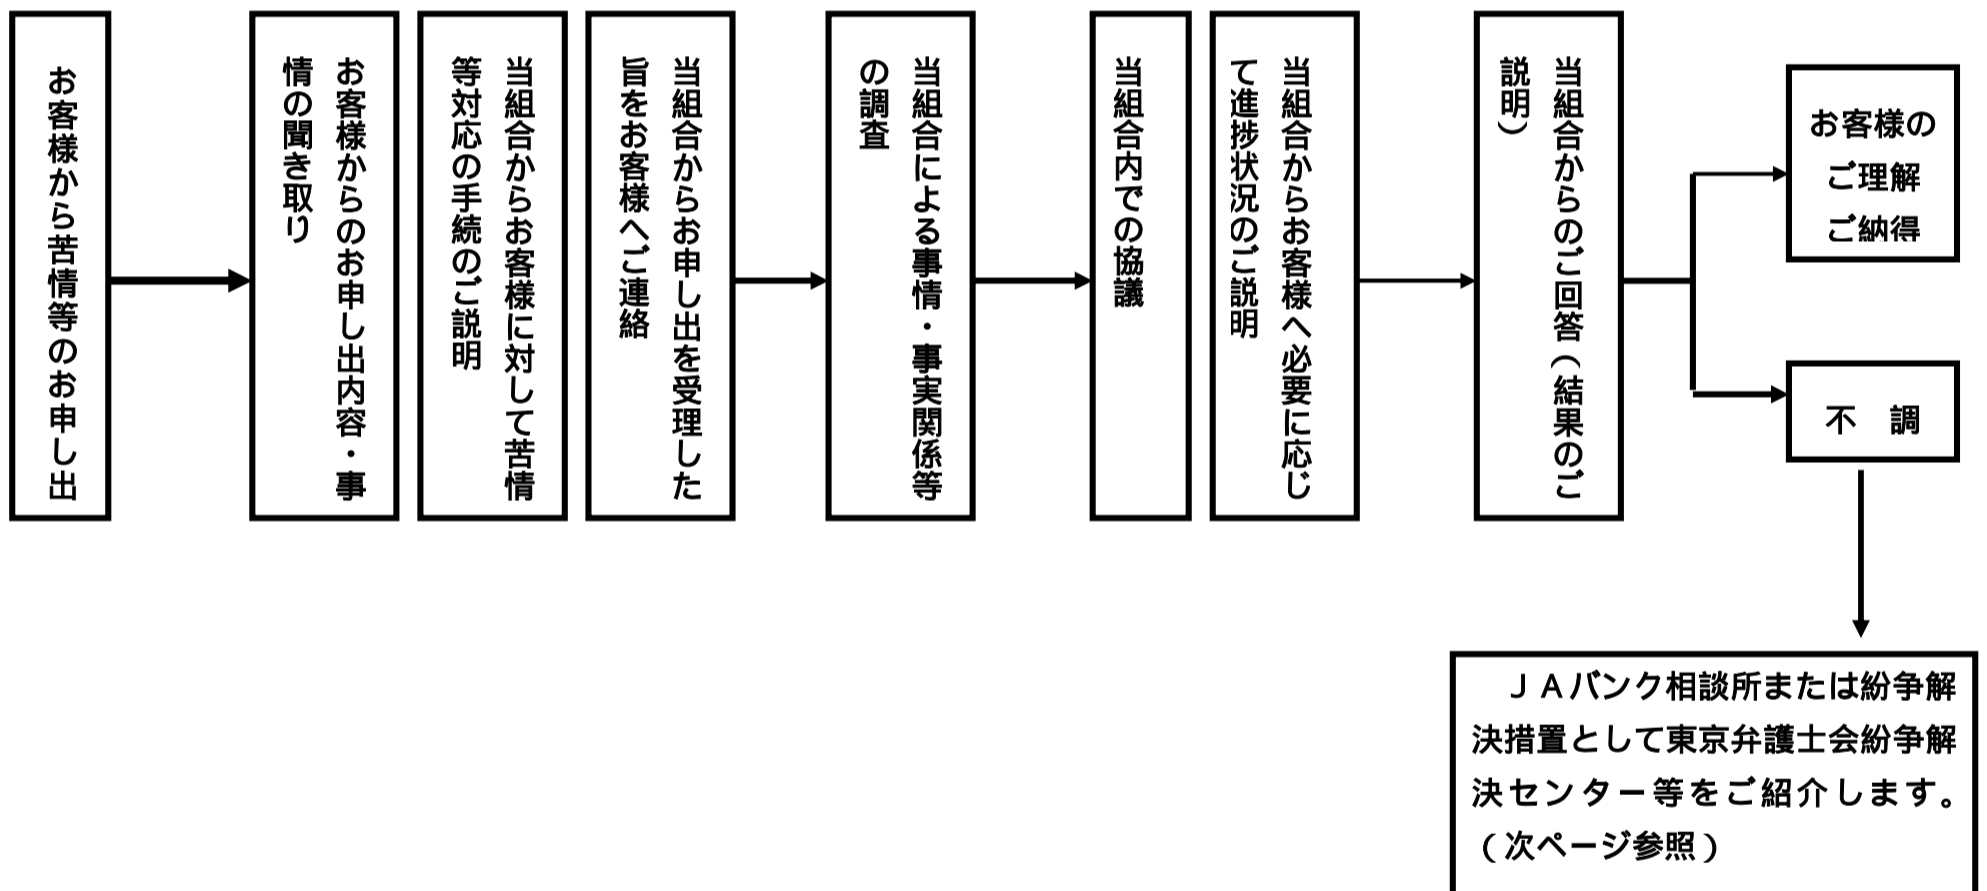 お客様から苦情等のお申し出
お客様からのお申し出内容・事
情の聞き取り
当組合からお客様に対して苦情
等対応の手続のご説明
当組合からお申し出を受理した
旨をお客様へご連絡
当組合による事情・事実関係等
の調査
当組合内での協議
当組合からお客様へ必要に応じ
て進捗状況のご説明
当組合からのご回答（結果のご
説明）
お客様の
ご理解
ご納得
不　調
ＪＡバンク相談所または紛争解
決措置として東京弁護士会紛争解
決センター等をご紹介します。
（次ページ参照）